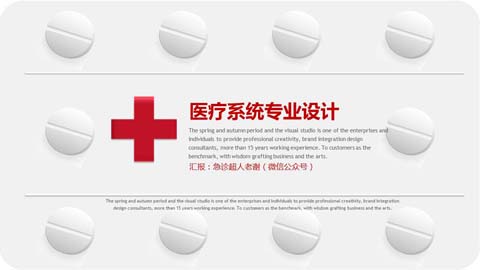 医疗系统专业设计
The spring and autumn period and the visual studio is one of the enterprises and
individuals to provide professional creativity, brand integration design
consultants, more than 15 years working experience. To customers as the
benchmark, with wisdom grafting business and the arts.
汇报：急诊超人老谢（微信公众号）
The spring and autumn period and the visual studio is one of the enterprises and individuals to provide professional creativity, brand integration
design consultants, more than 15 years working experience. To customers as the benchmark, with wisdom grafting business and the arts.